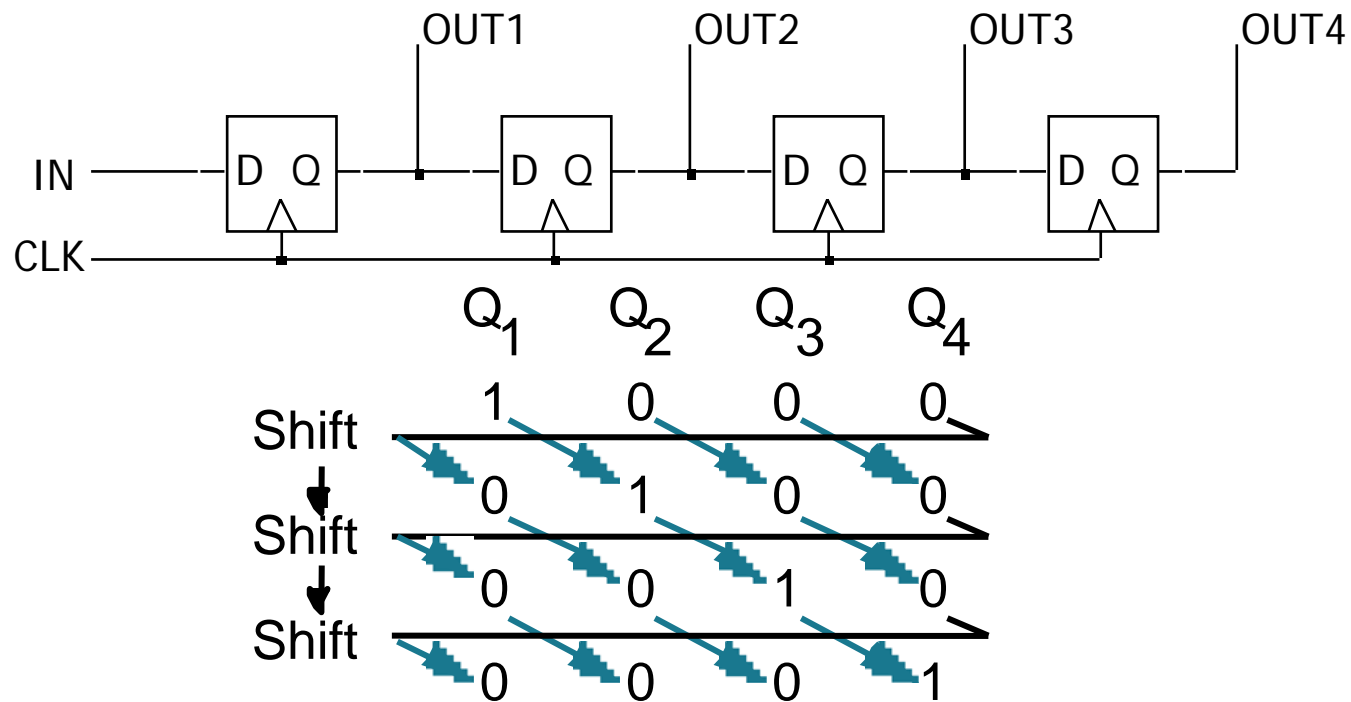 OUT1 OUT2 OUT3 OUT4
IN D Q D Q D Q D Q
CLK
Q1 Q2 Q3 Q4
1 0 0 0
Shift
0 1 0 0
Shift
0 0 1 0
Shift
0 0 0 1